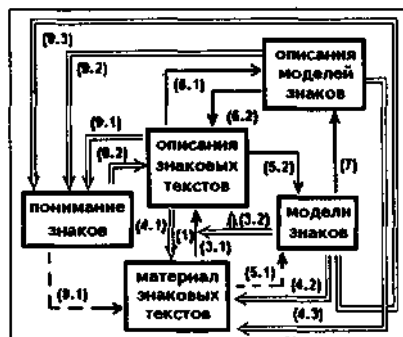 (9.3)
описания
моделей
знаков
(9.2)
(6.1)
(6.2)
(9.1)
описания
знаковых
текстов
(8.2)
(5.2)
(7)
понимание
знаков
(4.1)
(1)
(3.1)
(3.2)
модели
знаков
материал
знаковых
текстов
(5.1)
(4.2)
(8.1)
(4.3)